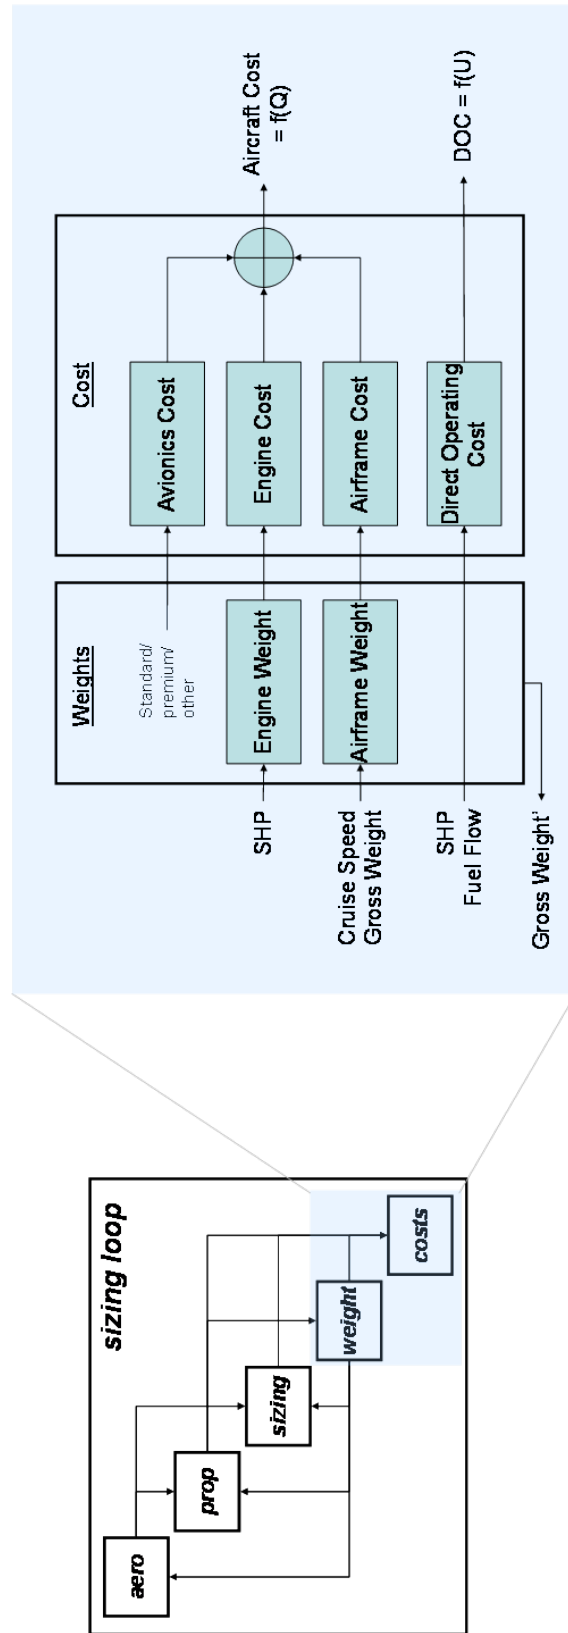 sizing loop
aero
prop
sizing
weight
costs
Weights
Cost
Standard/
premium/
other
Avionics Cost
SHP
Engine Weight
Engine Cost
Aircraft Cost
= f(Q)
Cruise Speed
Gross Weight
Airframe Weight
Airframe Cost
SHP
Fuel Flow
Direct Operating
Cost
DOC = f(U)
Gross Weight'